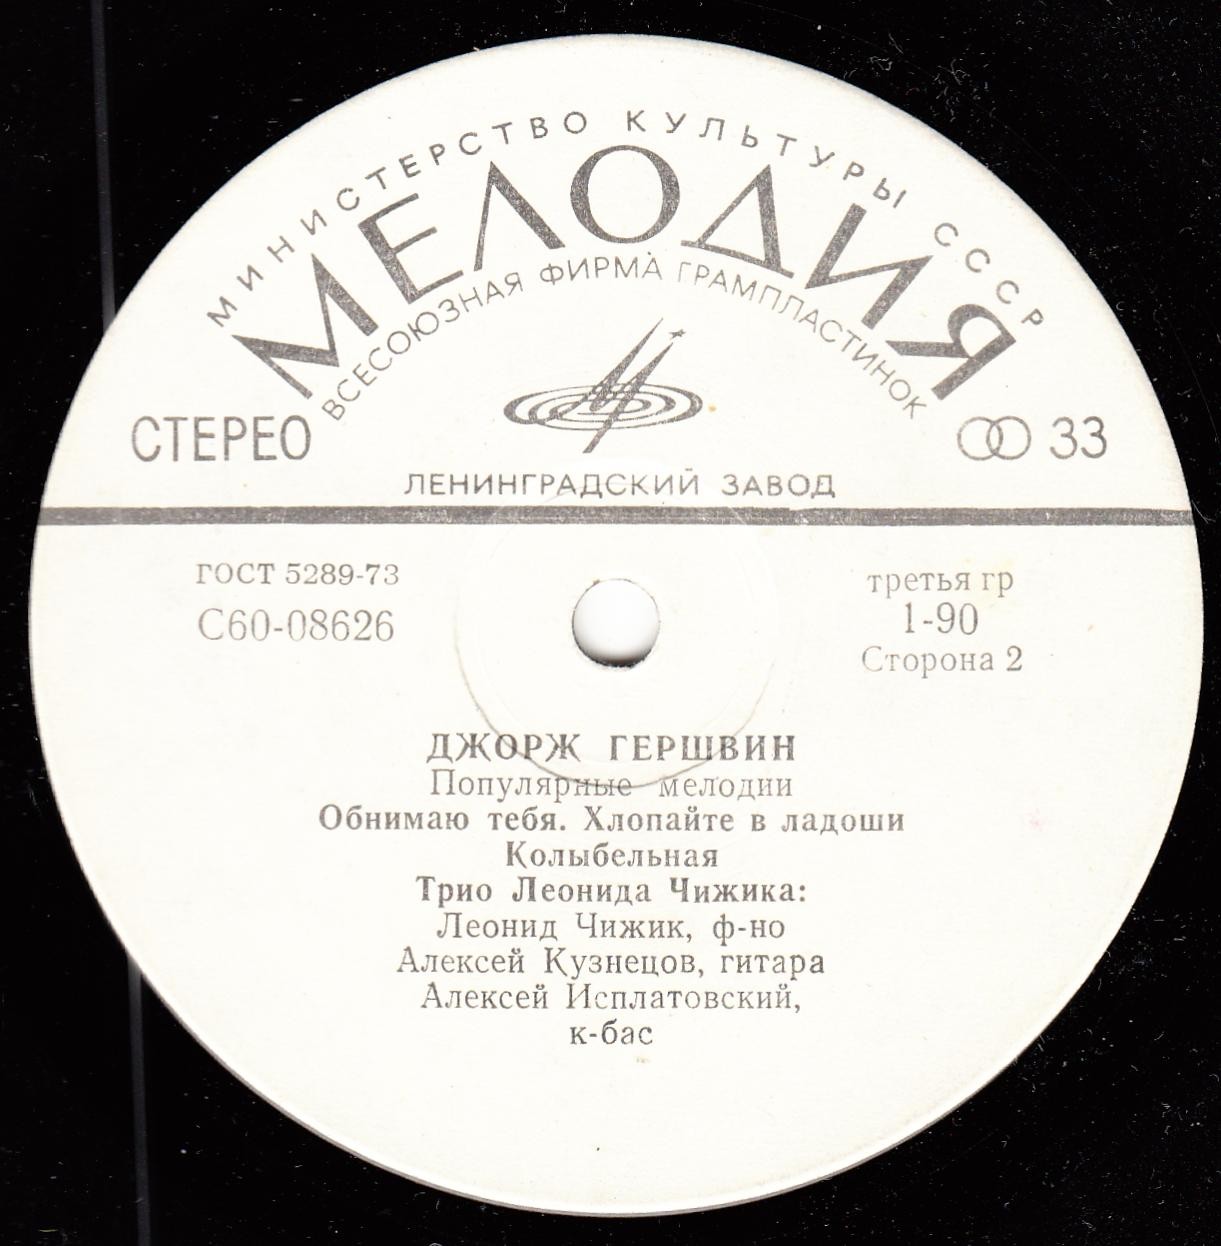 МИНИСТЕРСТВО КУЛЬТУРЫ СССР
МЕЛОДИЯ
ВСЕСОЮЗНАЯ ФИРМА ГРАМПЛАСТИНОК
СТЕРЕО
33
ЛЕНИНГРАДСКИЙ ЗАВОД
ГОСТ 5289-73
С60-08626
третья гр
1-90
Сторона 2
ДЖОРЖ ГЕРШВИН
Популярные мелодии
Обнимаю тебя. Хлопайте в ладоши
Колыбельная
Трио Леонида Чижика:
Леонид Чижик, ф-но
Алексей Кузнецов, гитара
Алексей Исплатовский,
к-бас